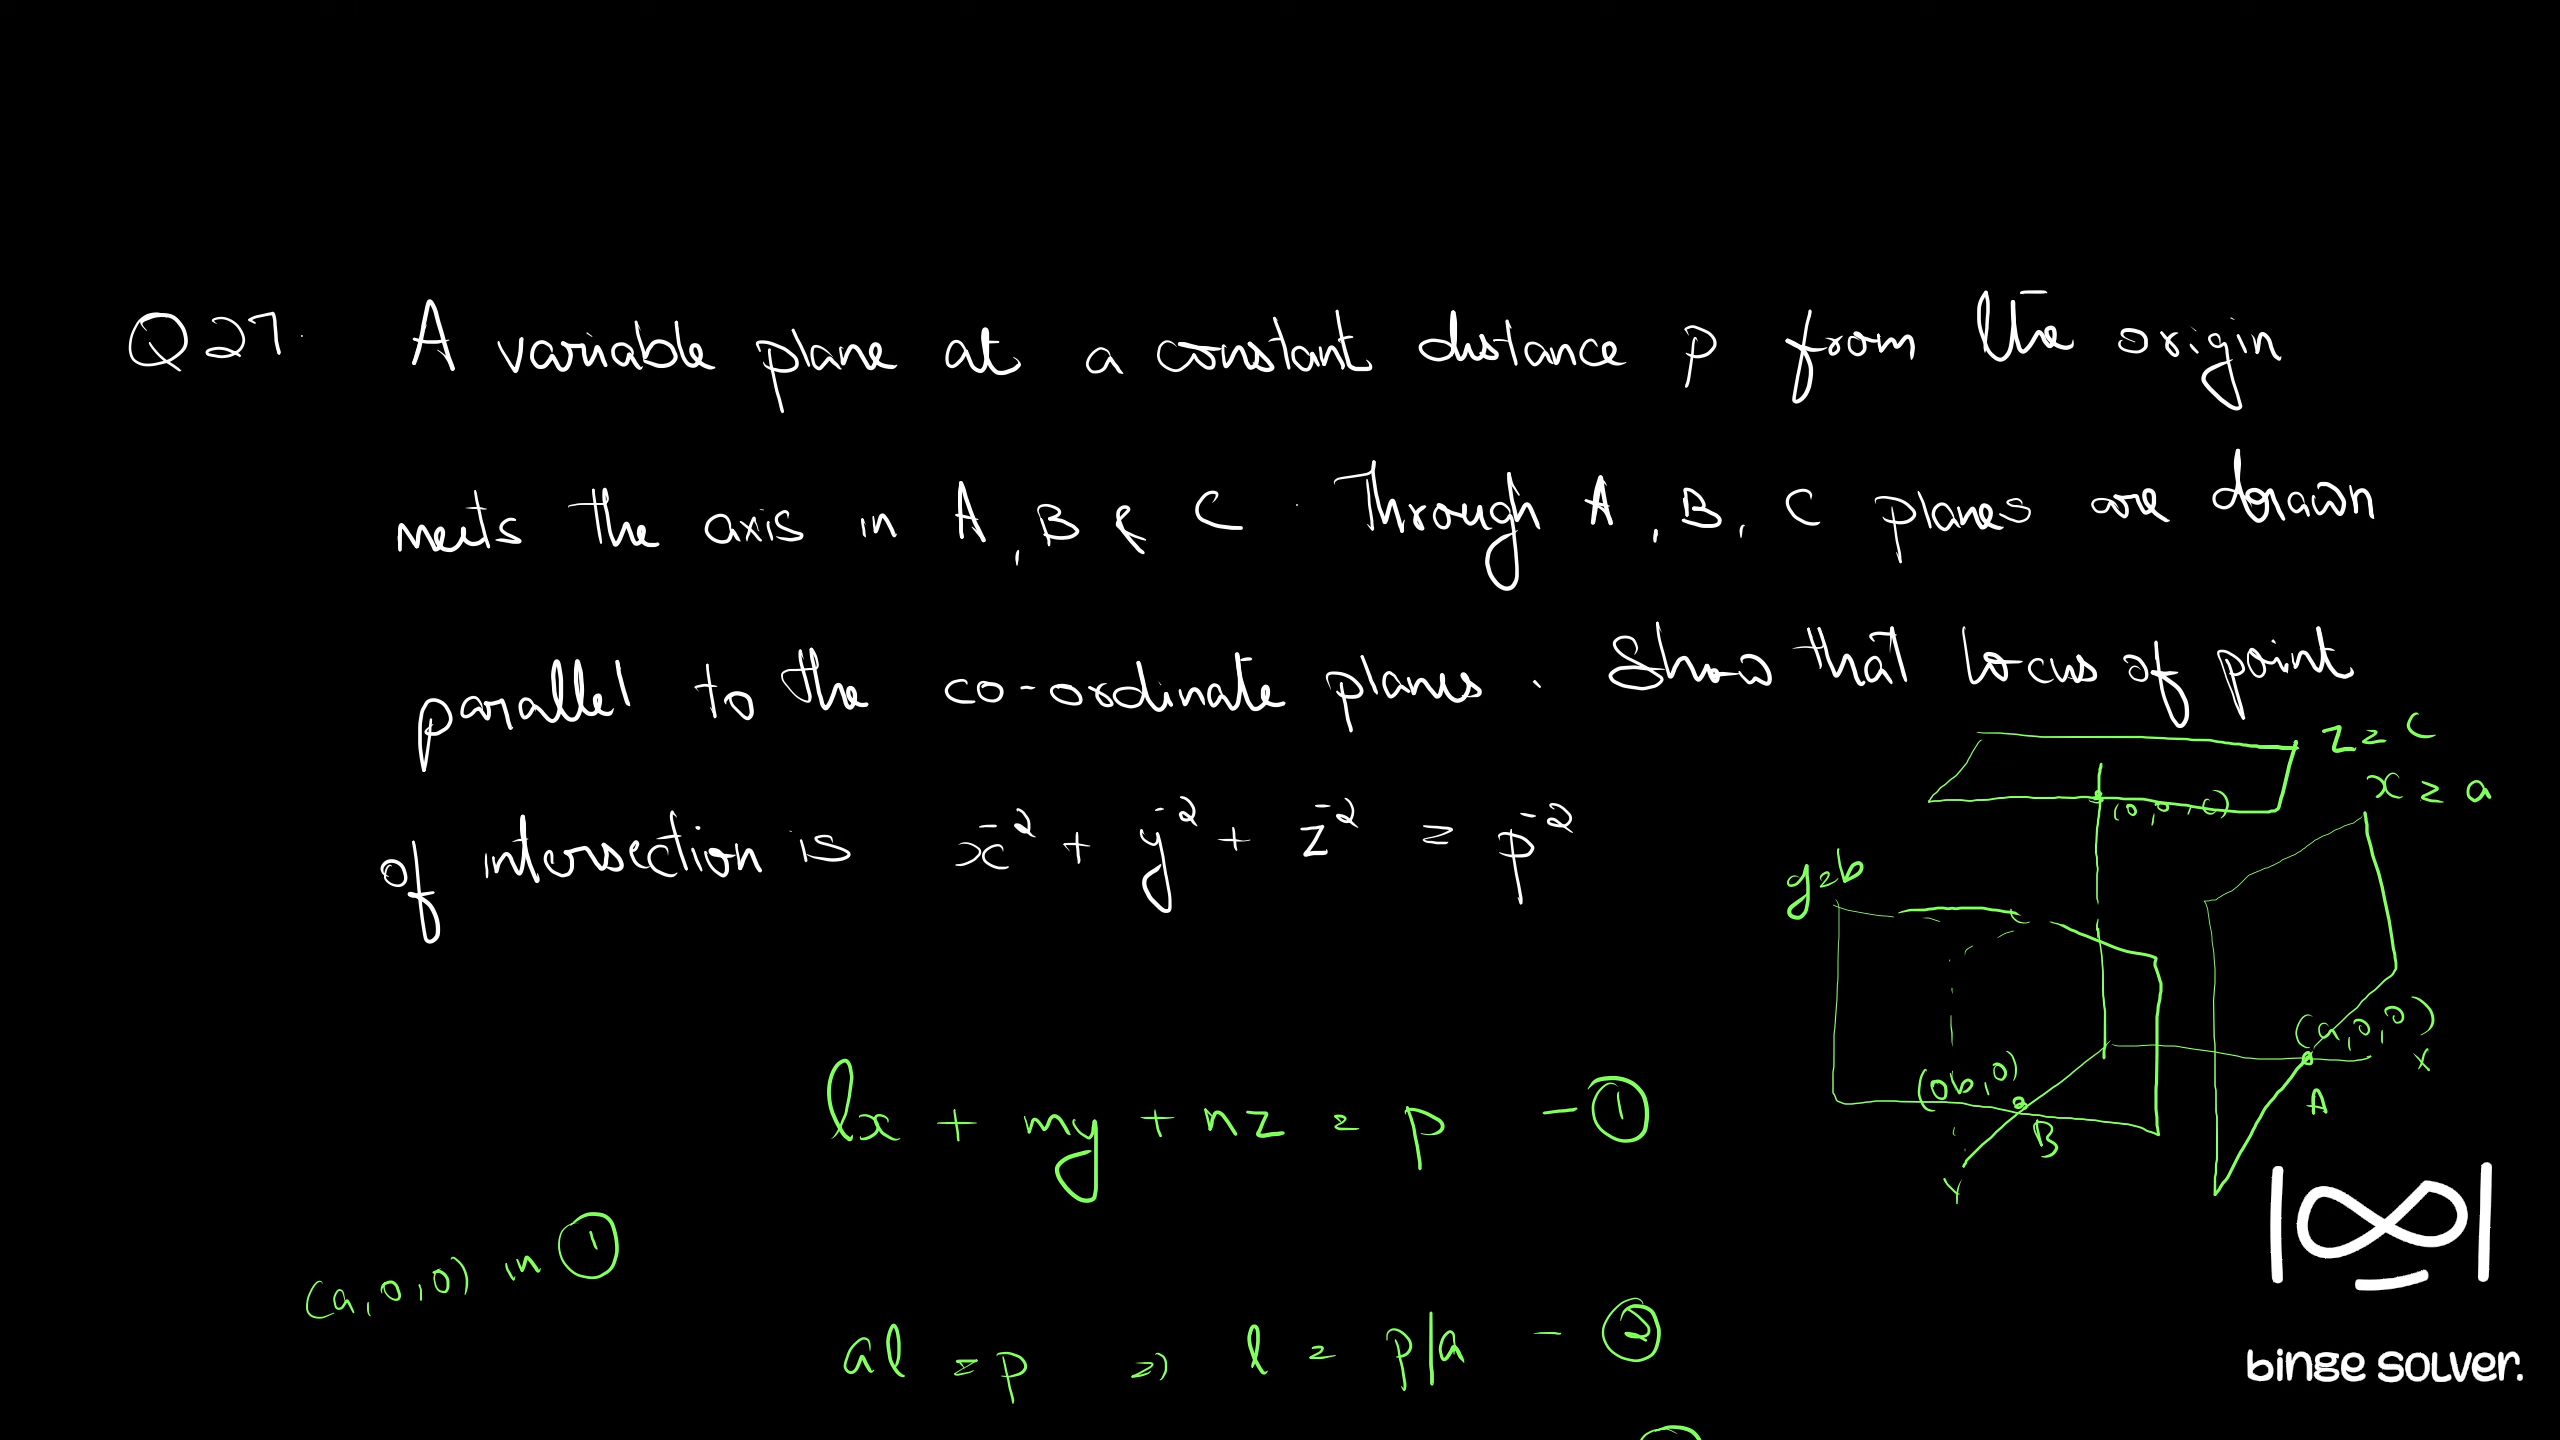 Q27. A variable plane at a constant distance p from the origin
meets the axis in A, B & C. Through A, B, C planes are drawn
parallel to the co-ordinate planes. Show that locus of point
of intersection is x⁻² + y⁻² + z⁻² = p⁻²
z = c
x = a
(0,0,c)
y=b
(a,0,0)
x
A
(0b,0)
B
Y
lx + my + nz = p - ①
(a,0,0) in ①
al = p ⇒ l = p/a - ②
binge solver.